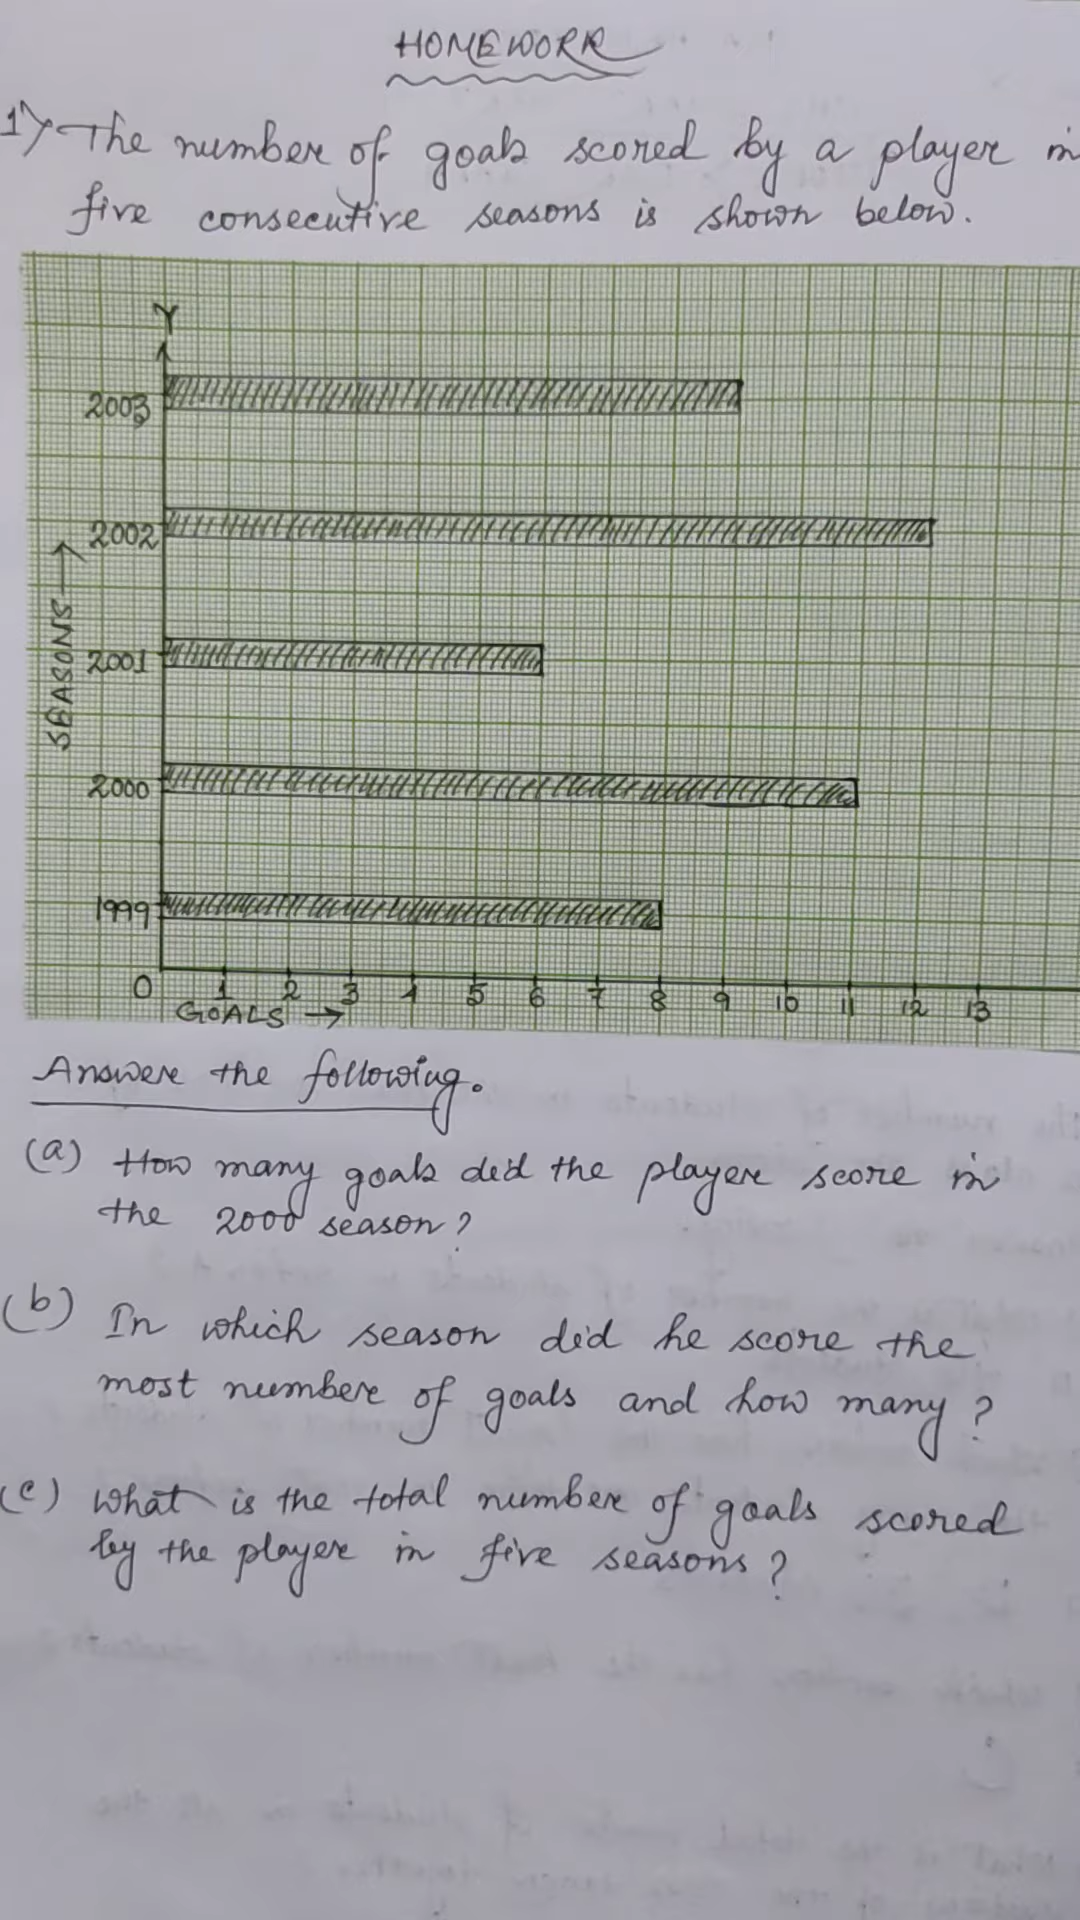 HOMEWORK
1) The number of goals scored by a player in
five consecutive seasons is shown below.
Y
2003
2002
2001
2000
1999
SEASONS →
0 1 2 3 4 5 6 7 8 9 10 11 12 13
GOALS →
Answer the following.
(a) How many goals did the player score in
the 2000 season?
(b) In which season did he score the
most number of goals and how many?
(c) What is the total number of goals scored
by the player in five seasons?